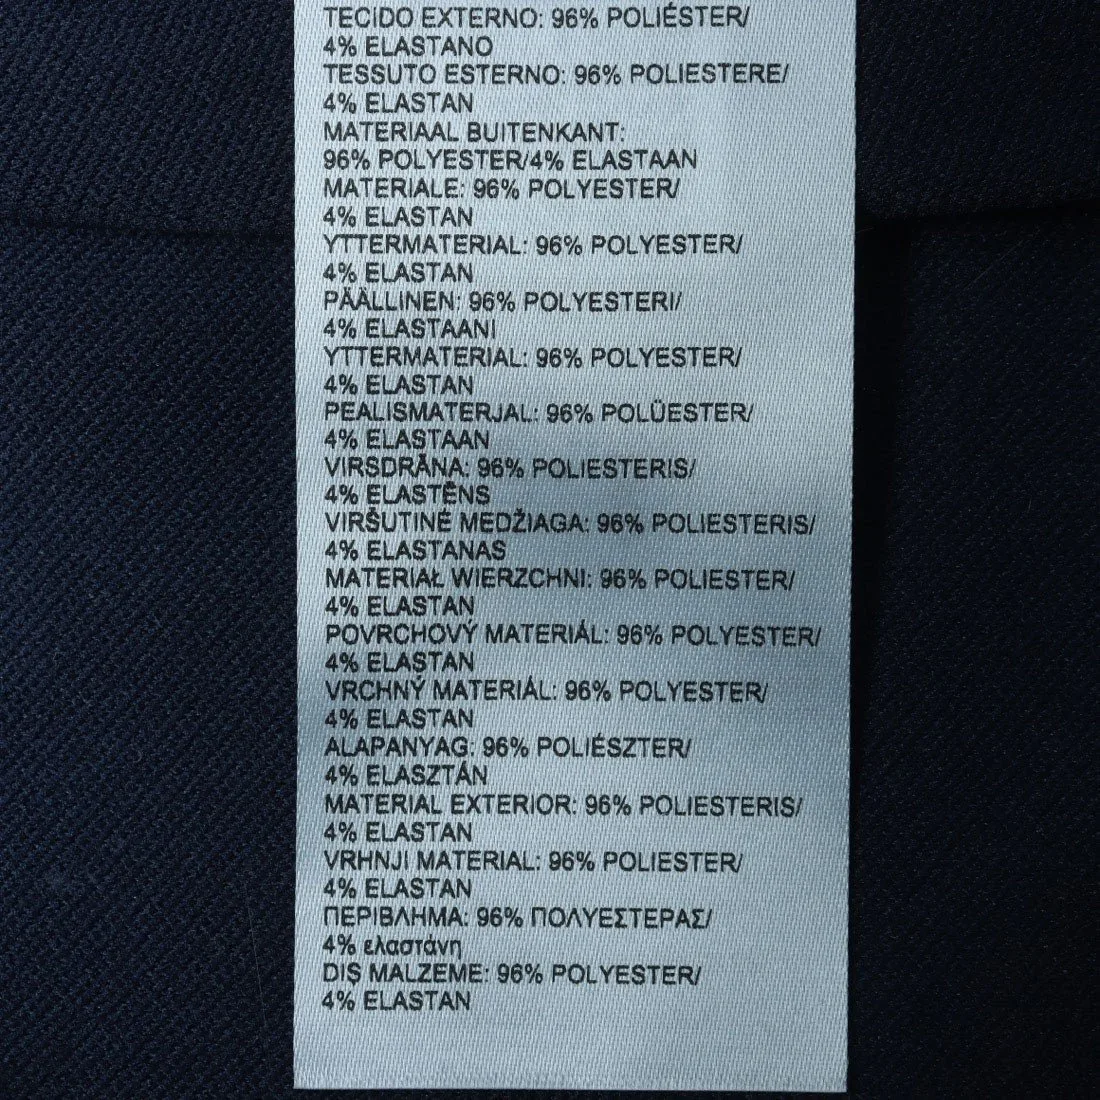 TECIDO EXTERNO: 96% POLIÉSTER/
4% ELASTANO
TESSUTO ESTERNO: 96% POLIESTERE/
4% ELASTAN
MATERIAAL BUITENKANT:
96% POLYESTER/4% ELASTAAN
MATERIALE: 96% POLYESTER/
4% ELASTAN
YTTERMATERIAL: 96% POLYESTER/
4% ELASTAN
PÄÄLLINEN: 96% POLYESTERI/
4% ELASTAANI
YTTERMATERIAL: 96% POLYESTER/
4% ELASTAN
PEALISMATERJAL: 96% POLÜESTER/
4% ELASTAAN
VIRSDRĀNA: 96% POLIESTERIS/
4% ELASTĒNS
VIRŠUTINĖ MEDŽIAGA: 96% POLIESTERIS/
4% ELASTANAS
MATERIAŁ WIERZCHNI: 96% POLIESTER/
4% ELASTAN
POVRCHOVÝ MATERIÁL: 96% POLYESTER/
4% ELASTAN
VRCHNÝ MATERIÁL: 96% POLYESTER/
4% ELASTAN
ALAPANYAG: 96% POLIÉSZTER/
4% ELASZTÁN
MATERIAL EXTERIOR: 96% POLIESTERIS/
4% ELASTAN
VRHNJI MATERIAL: 96% POLIESTER/
4% ELASTAN
ΠΕΡΙΒΛΗΜΑ: 96% ΠΟΛΥΕΣΤΕΡΑΣ/
4% ελαστάνη
DIŞ MALZEME: 96% POLYESTER/
4% ELASTAN